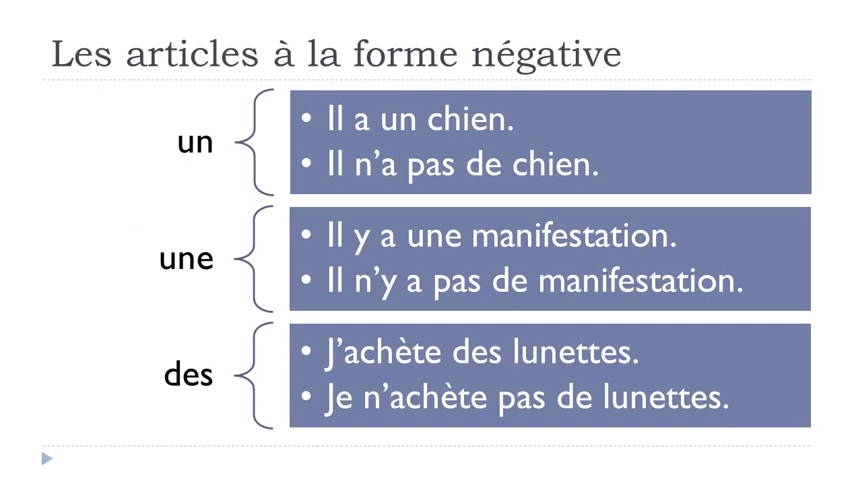 Les articles à la forme négative
un
• Il a un chien.
• Il n’a pas de chien.
une
• Il y a une manifestation.
• Il n’y a pas de manifestation.
des
• J’achète des lunettes.
• Je n’achète pas de lunettes.